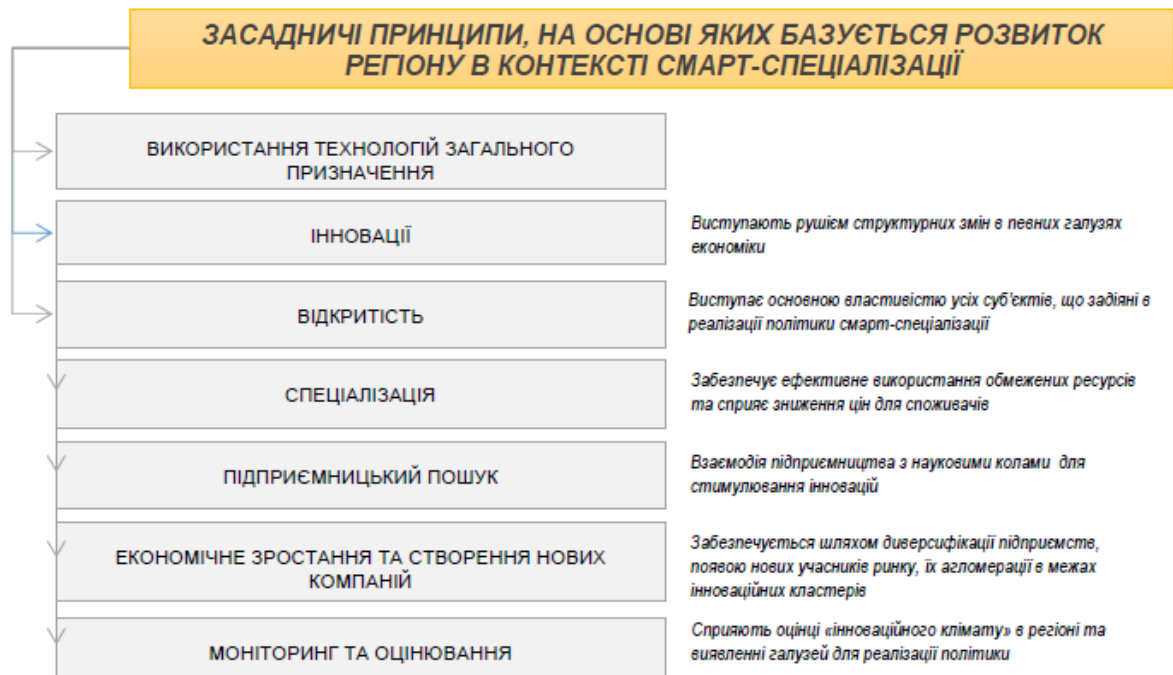 ЗАСАДНИЧІ ПРИНЦИПИ, НА ОСНОВІ ЯКИХ БАЗУЄТЬСЯ РОЗВИТОК
РЕГІОНУ В КОНТЕКСТІ СМАРТ-СПЕЦІАЛІЗАЦІЇ
ВИКОРИСТАННЯ ТЕХНОЛОГІЙ ЗАГАЛЬНОГО
ПРИЗНАЧЕННЯ
ІННОВАЦІЇ
Виступають рушієм структурних змін в певних галузях
економіки
ВІДКРИТІСТЬ
Виступає основною властивістю усіх суб’єктів, що задіяні в
реалізації політики смарт-спеціалізації
СПЕЦІАЛІЗАЦІЯ
Забезпечує ефективне використання обмежених ресурсів
та сприяє зниження цін для споживачів
ПІДПРИЄМНИЦЬКИЙ ПОШУК
Взаємодія підприємництва з науковими колами для
стимулювання інновацій
ЕКОНОМІЧНЕ ЗРОСТАННЯ ТА СТВОРЕННЯ НОВИХ
КОМПАНІЙ
Забезпечується шляхом диверсифікації підприємств,
появою нових учасників ринку, їх агломерації в межах
інноваційних кластерів
МОНІТОРИНГ ТА ОЦІНЮВАННЯ
Сприяють оцінці «інноваційного клімату» в регіоні та
виявленні галузей для реалізації політики